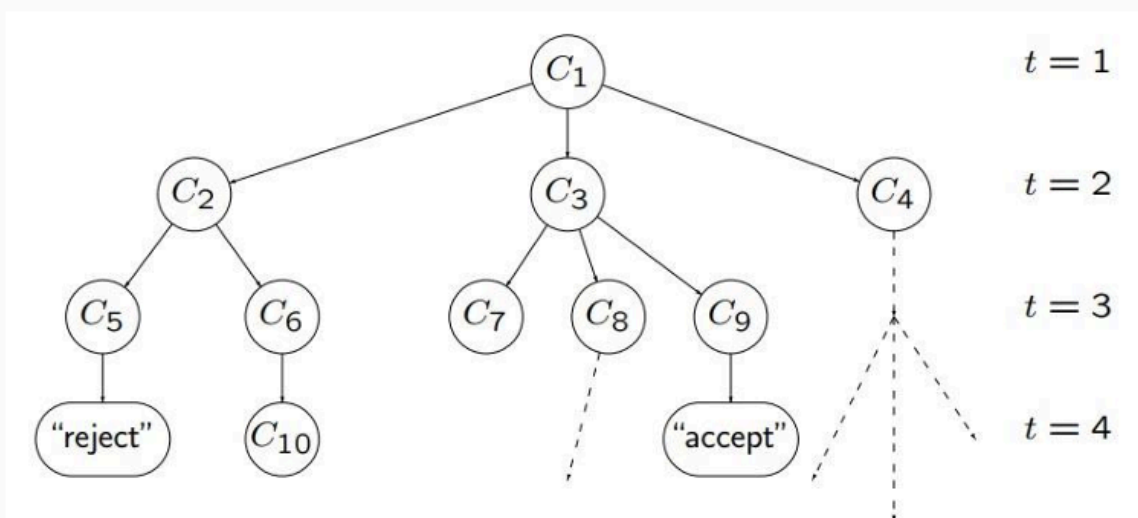 C1 t = 1
C2 C3 C4 t = 2
C5 C6 C7 C8 C9 t = 3
“reject” C10 “accept” t = 4